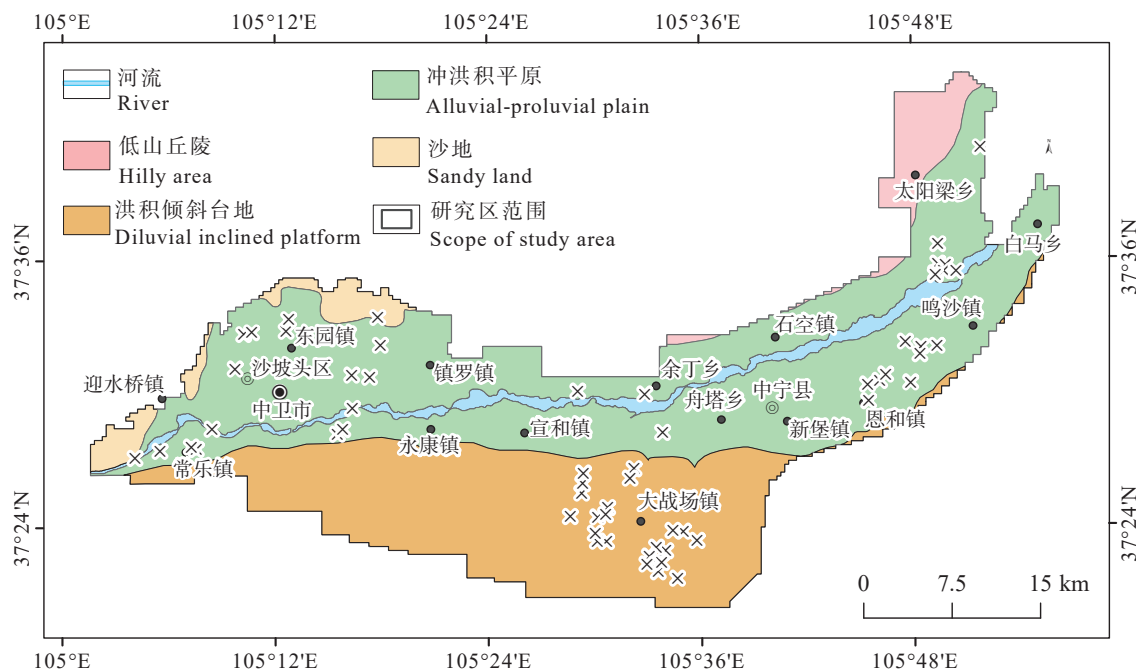 105°E 105°12′E 105°24′E 105°36′E 105°48′E
河流
River
冲洪积平原
Alluvial-proluvial plain
低山丘陵
Hilly area
沙地
Sandy land
洪积倾斜台地
Diluvial inclined platform
研究区范围
Scope of study area
太阳梁乡
白马乡
37°36′N
37°36′N
鸣沙镇
石空镇
东园镇
沙坡头区
镇罗镇
余丁乡
中宁县
迎水桥镇
中卫市
舟塔乡
恩和镇
永康镇
宣和镇
新堡镇
常乐镇
大战场镇
37°24′N
37°24′N
0 7.5 15 km
105°E 105°12′E 105°24′E 105°36′E 105°48′E